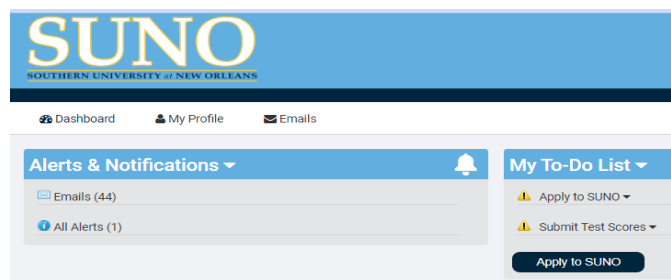 SUNO
SOUTHERN UNIVERSITY at NEW ORLEANS
Dashboard My Profile Emails
Alerts & Notifications
Emails (44)
All Alerts (1)
My To-Do List
Apply to SUNO
Submit Test Scores
Apply to SUNO